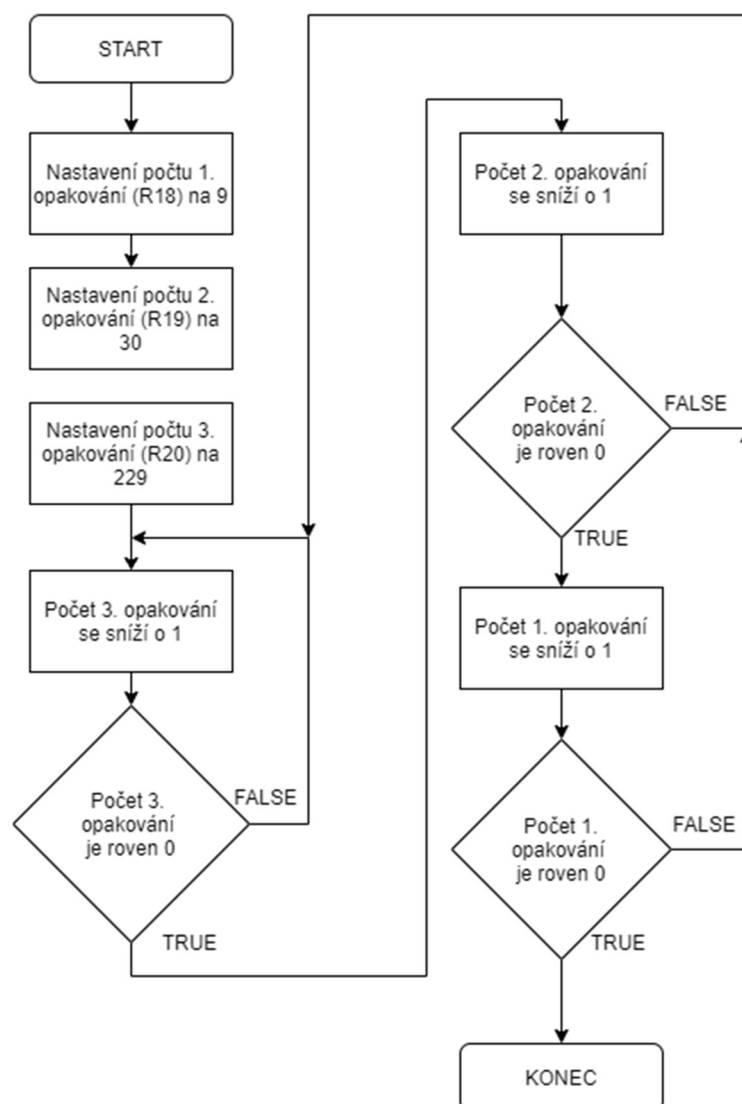 START
Nastavení počtu 1.
opakování (R18) na 9
Nastavení počtu 2.
opakování (R19) na
30
Nastavení počtu 3.
opakování (R20) na
229
Počet 3. opakování
se sníží o 1
Počet 3.
opakování
je roven 0
FALSE
TRUE
Počet 2. opakování
se sníží o 1
Počet 2.
opakování
je roven 0
FALSE
TRUE
Počet 1. opakování
se sníží o 1
Počet 1.
opakování
je roven 0
FALSE
TRUE
KONEC